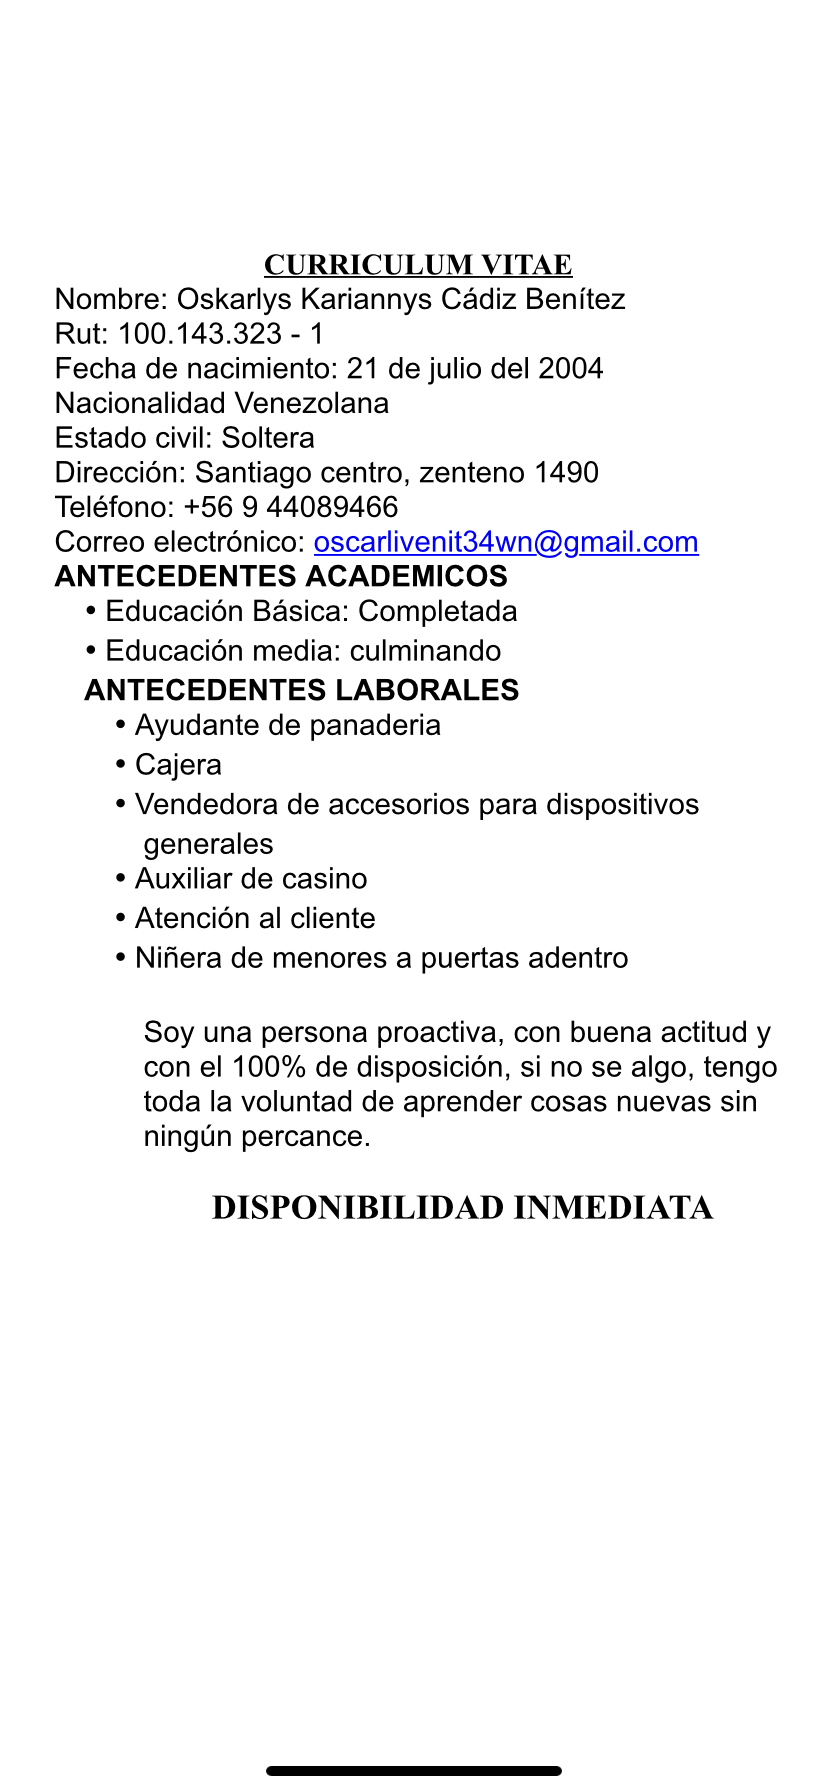 CURRICULUM VITAE
Nombre: Oskarlys Kariannys Cádiz Benítez
Rut: 100.143.323 - 1
Fecha de nacimiento: 21 de julio del 2004
Nacionalidad Venezolana
Estado civil: Soltera
Dirección: Santiago centro, zenteno 1490
Teléfono: +56 9 44089466
Correo electrónico: oscarlivenit34wn@gmail.com
ANTECEDENTES ACADEMICOS
• Educación Básica: Completada
• Educación media: culminando
ANTECEDENTES LABORALES
• Ayudante de panaderia
• Cajera
• Vendedora de accesorios para dispositivos
generales
• Auxiliar de casino
• Atención al cliente
• Niñera de menores a puertas adentro
Soy una persona proactiva, con buena actitud y
con el 100% de disposición, si no se algo, tengo
toda la voluntad de aprender cosas nuevas sin
ningún percance.
DISPONIBILIDAD INMEDIATA